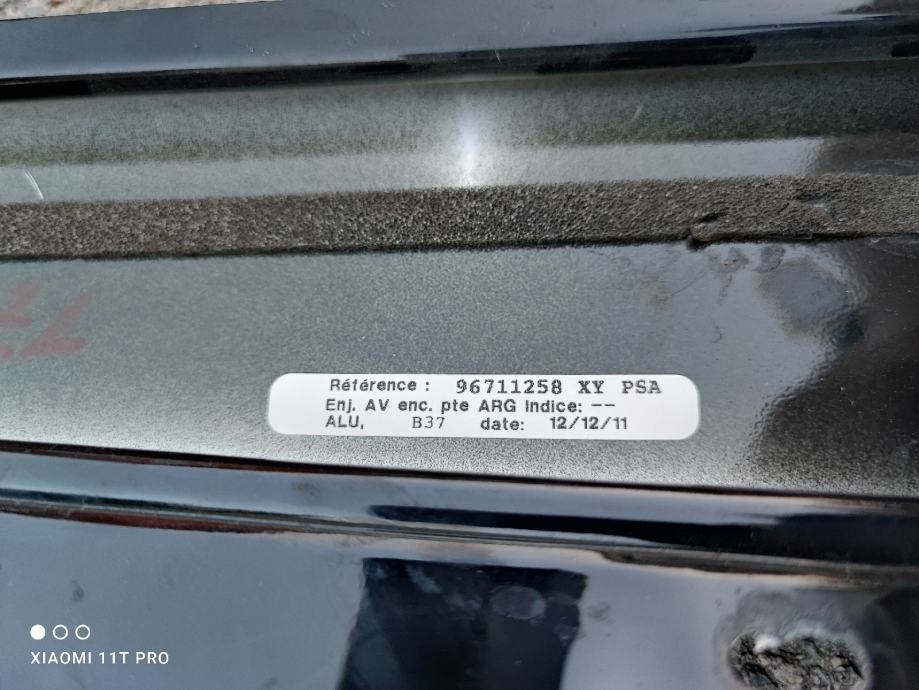 Référence : 96711258 XY PSA
Enj. AV enc. pte ARG Indice: --
ALU, B37 date: 12/12/11
XIAOMI 11T PRO